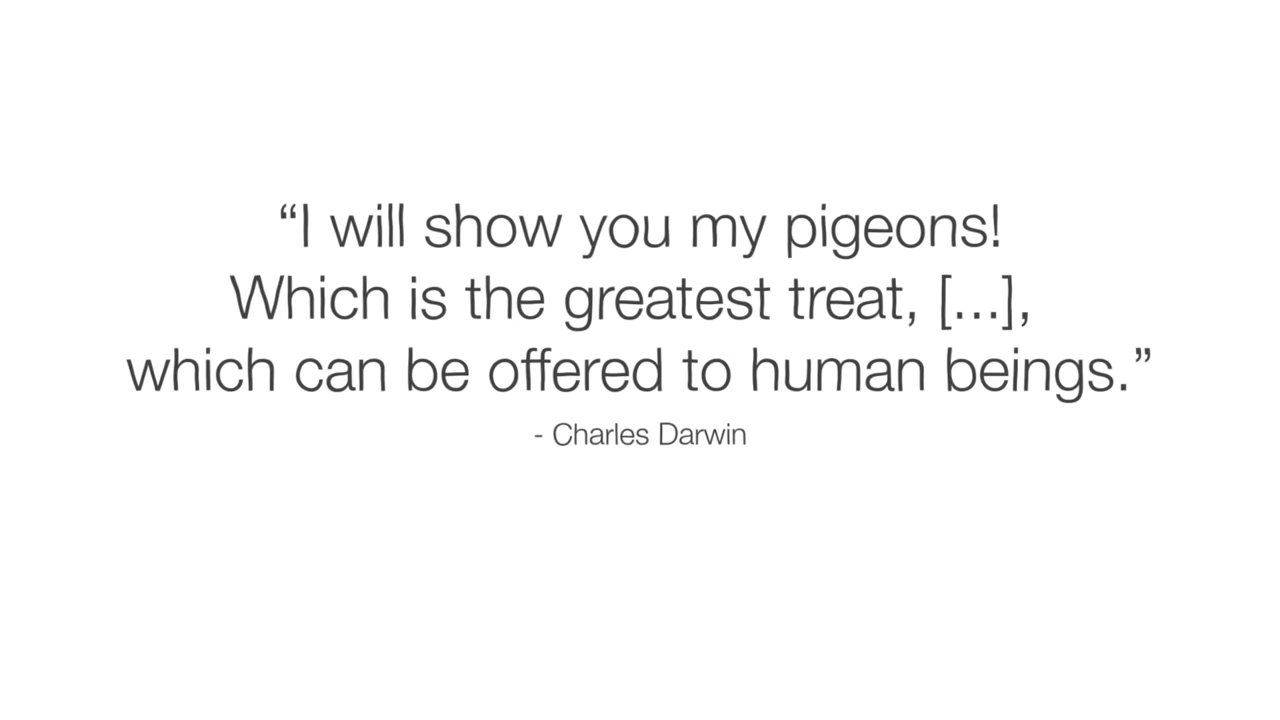 “I will show you my pigeons!
Which is the greatest treat, [...],
which can be offered to human beings.”
- Charles Darwin